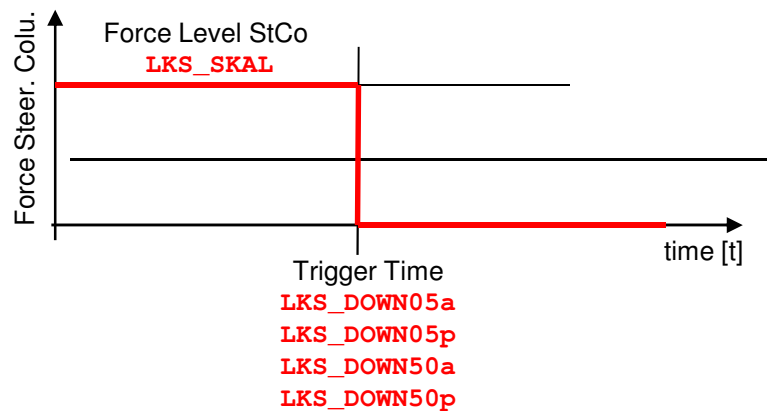 Force Steer. Colu.
Force Level StCo
LKS_SKAL
time [t]
Trigger Time
LKS_DOWN05a
LKS_DOWN05p
LKS_DOWN50a
LKS_DOWN50p